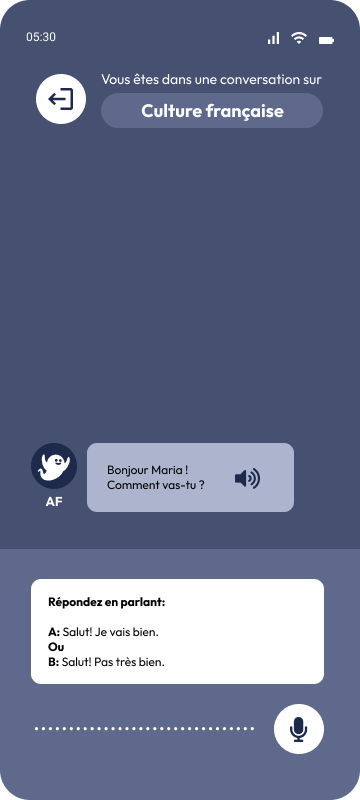 05:30
Vous êtes dans une conversation sur
Culture française
Bonjour Maria !
Comment vas-tu ?
AF
Répondez en parlant:
A: Salut! Je vais bien.
Ou
B: Salut! Pas très bien.